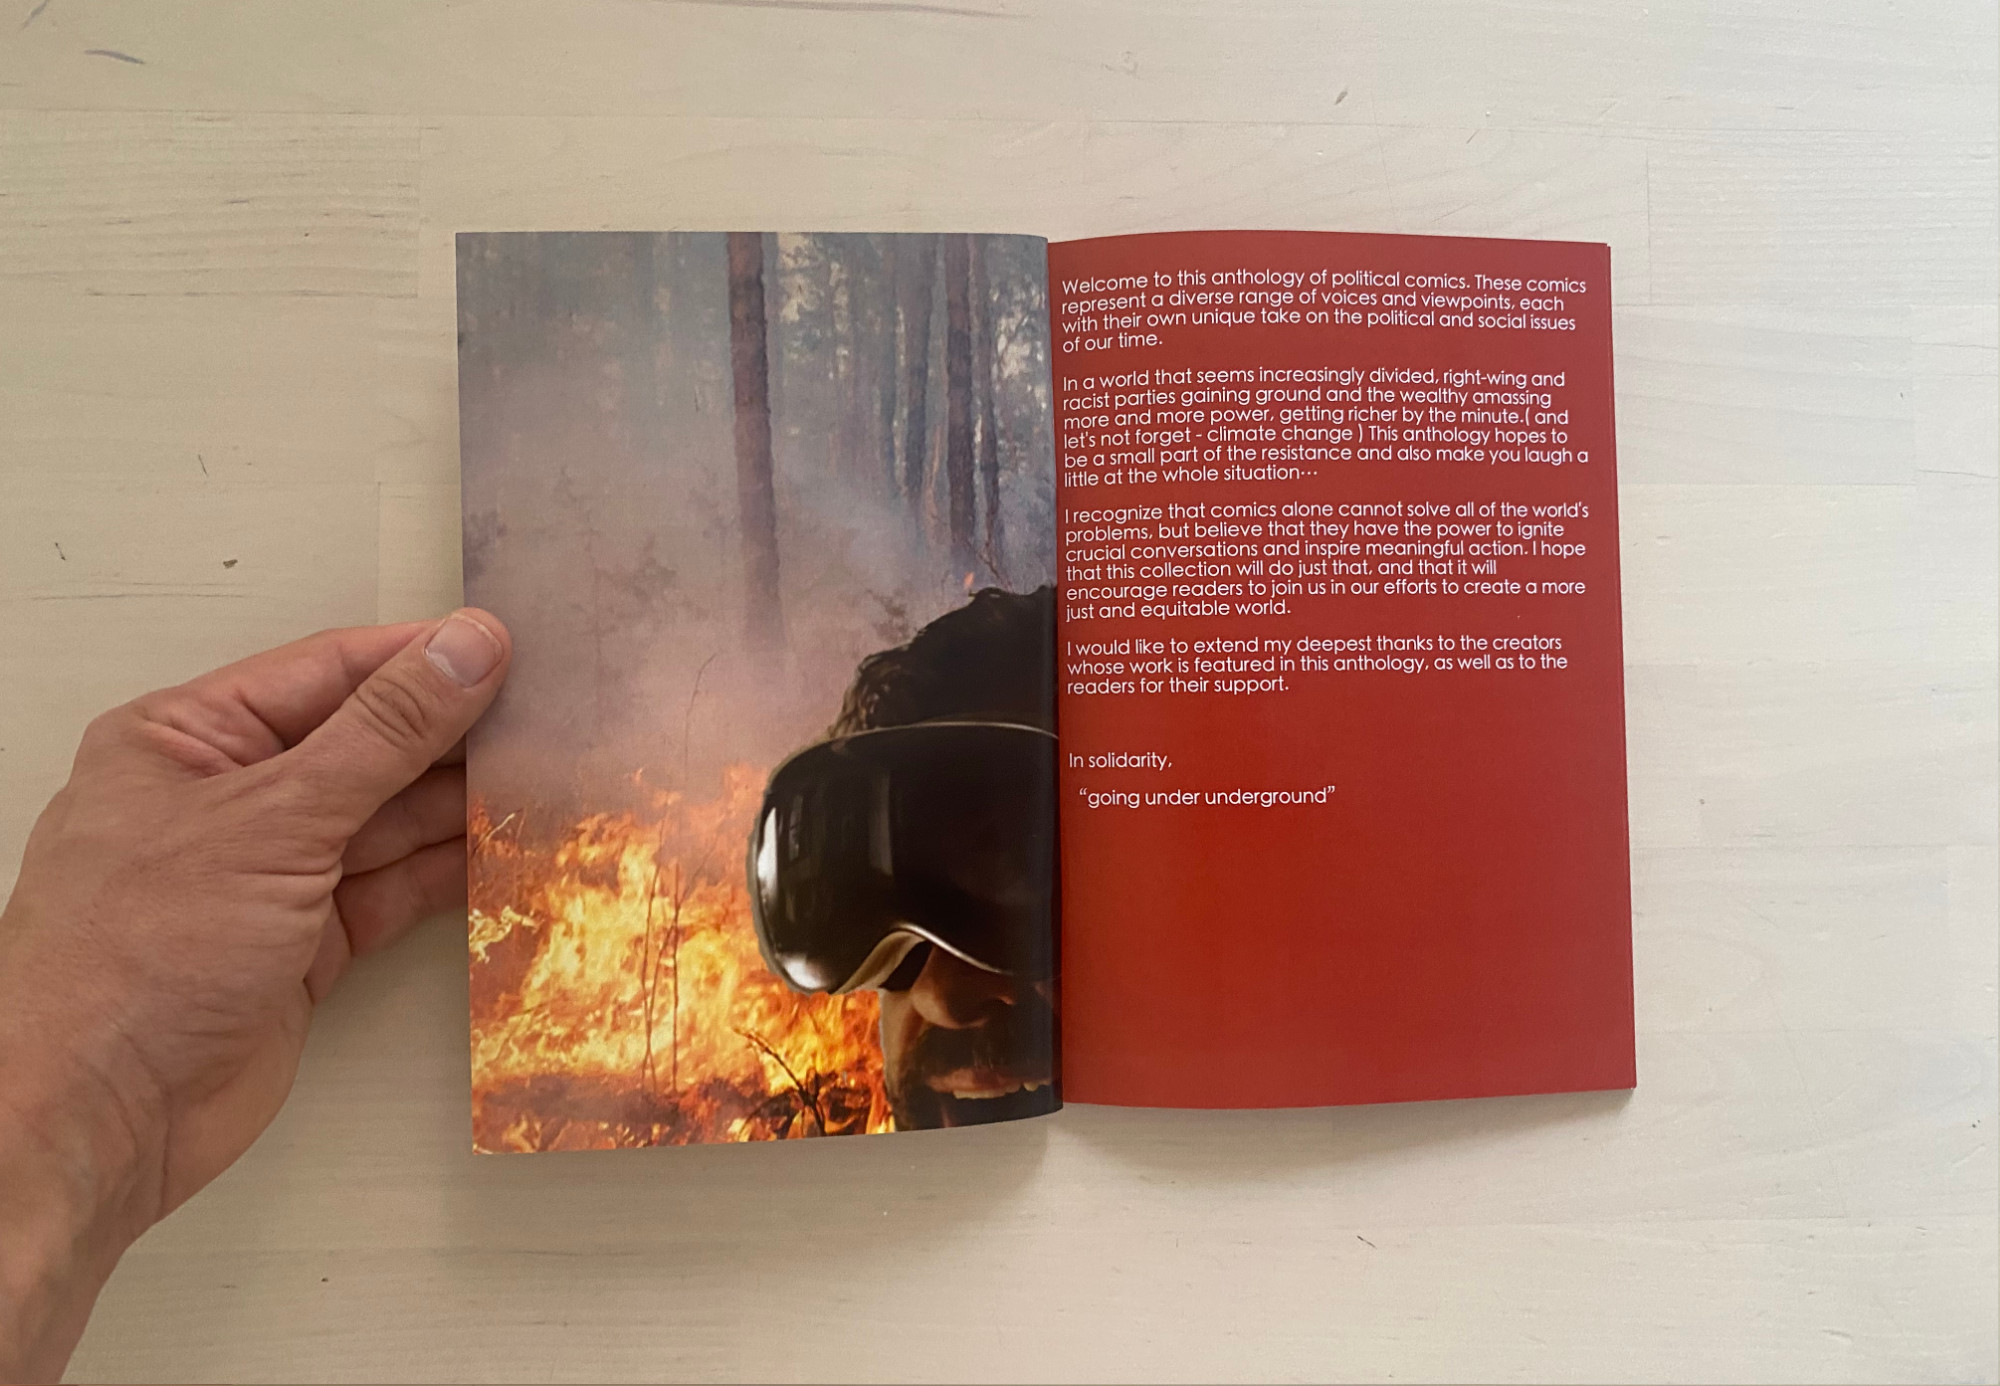 Welcome to this anthology of political comics. These comics
represent a diverse range of voices and viewpoints, each
with their own unique take on the political and social issues
of our time.
In a world that seems increasingly divided, right-wing and
racist parties gaining ground and the wealthy amassing
more and more power, getting richer by the minute.( and
let's not forget - climate change ) This anthology hopes to
be a small part of the resistance and also make you laugh a
little at the whole situation···
I recognize that comics alone cannot solve all of the world's
problems, but believe that they have the power to ignite
crucial conversations and inspire meaningful action. I hope
that this collection will do just that, and that it will
encourage readers to join us in our efforts to create a more
just and equitable world.
I would like to extend my deepest thanks to the creators
whose work is featured in this anthology, as well as to the
readers for their support.
In solidarity,
“going under underground”